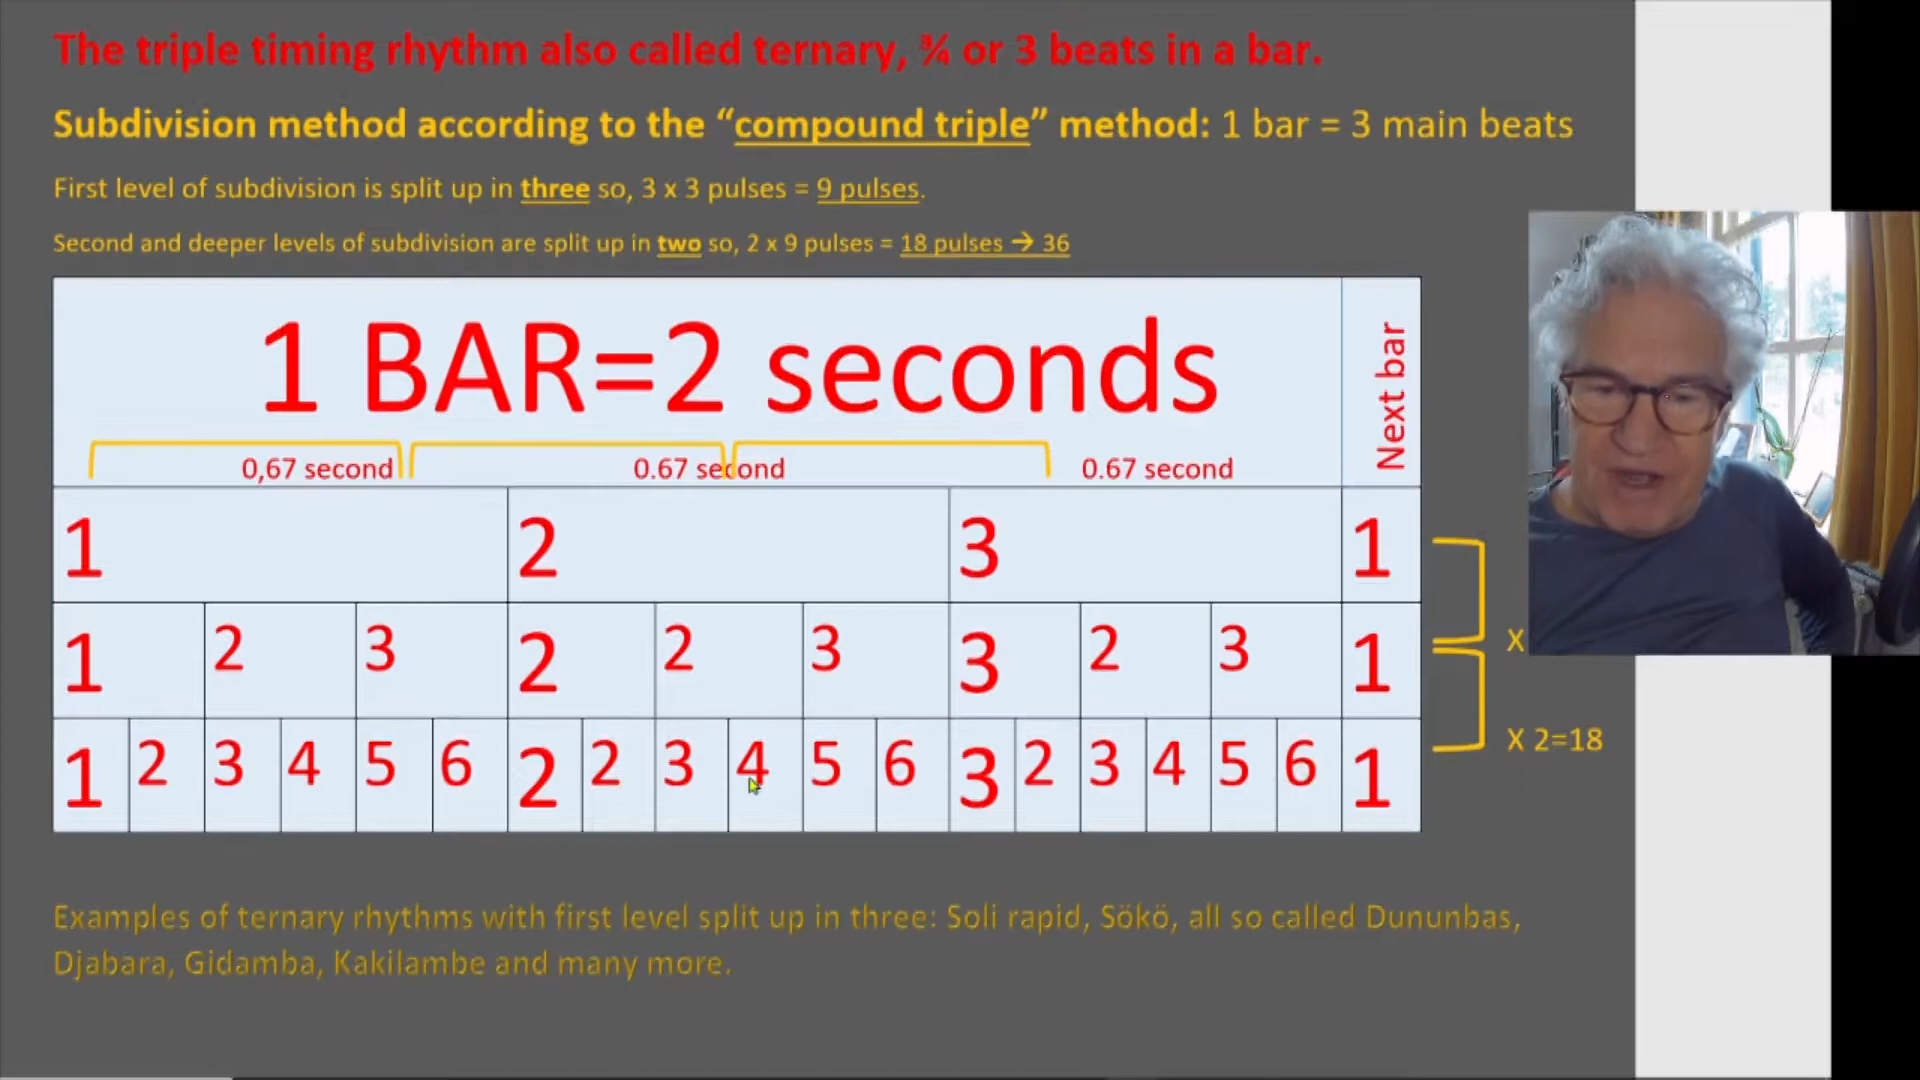 The triple timing rhythm also called ternary, ¾ or 3 beats in a bar.
Subdivision method according to the “compound triple” method: 1 bar = 3 main beats
First level of subdivision is split up in three so, 3 x 3 pulses = 9 pulses.
Second and deeper levels of subdivision are split up in two so, 2 x 9 pulses = 18 pulses → 36
1 BAR=2 seconds
Next bar
0,67 second 0.67 second 0.67 second
1 2 3 1
1 2 3 2 2 3 3 2 3 1
X
1 2 3 4 5 6 2 2 3 4 5 6 3 2 3 4 5 6 1
X 2=18
Examples of ternary rhythms with first level split up in three: Soli rapid, Sökö, all so called Dununbas,
Djabara, Gidamba, Kakilambe and many more.